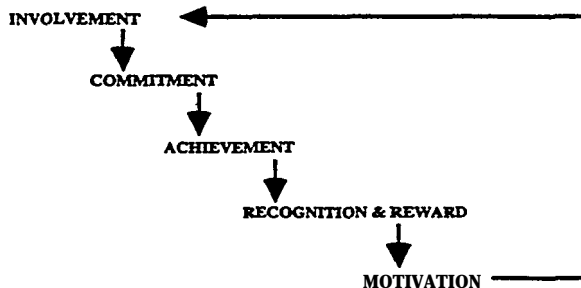 INVOLVEMENT
COMMITMENT
ACHIEVEMENT
RECOGNITION & REWARD
MOTIVATION